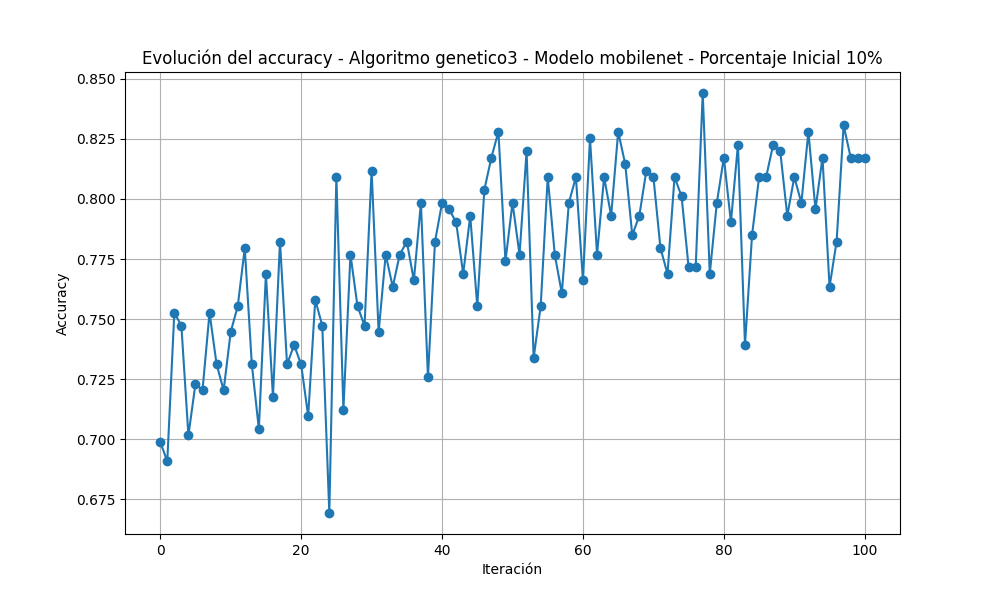 Evolución del accuracy - Algoritmo genetico3 - Modelo mobilenet - Porcentaje Inicial 10%
0.850
0.825
0.800
0.775
0.750
0.725
0.700
0.675
Accuracy
0 20 40 60 80 100
Iteración